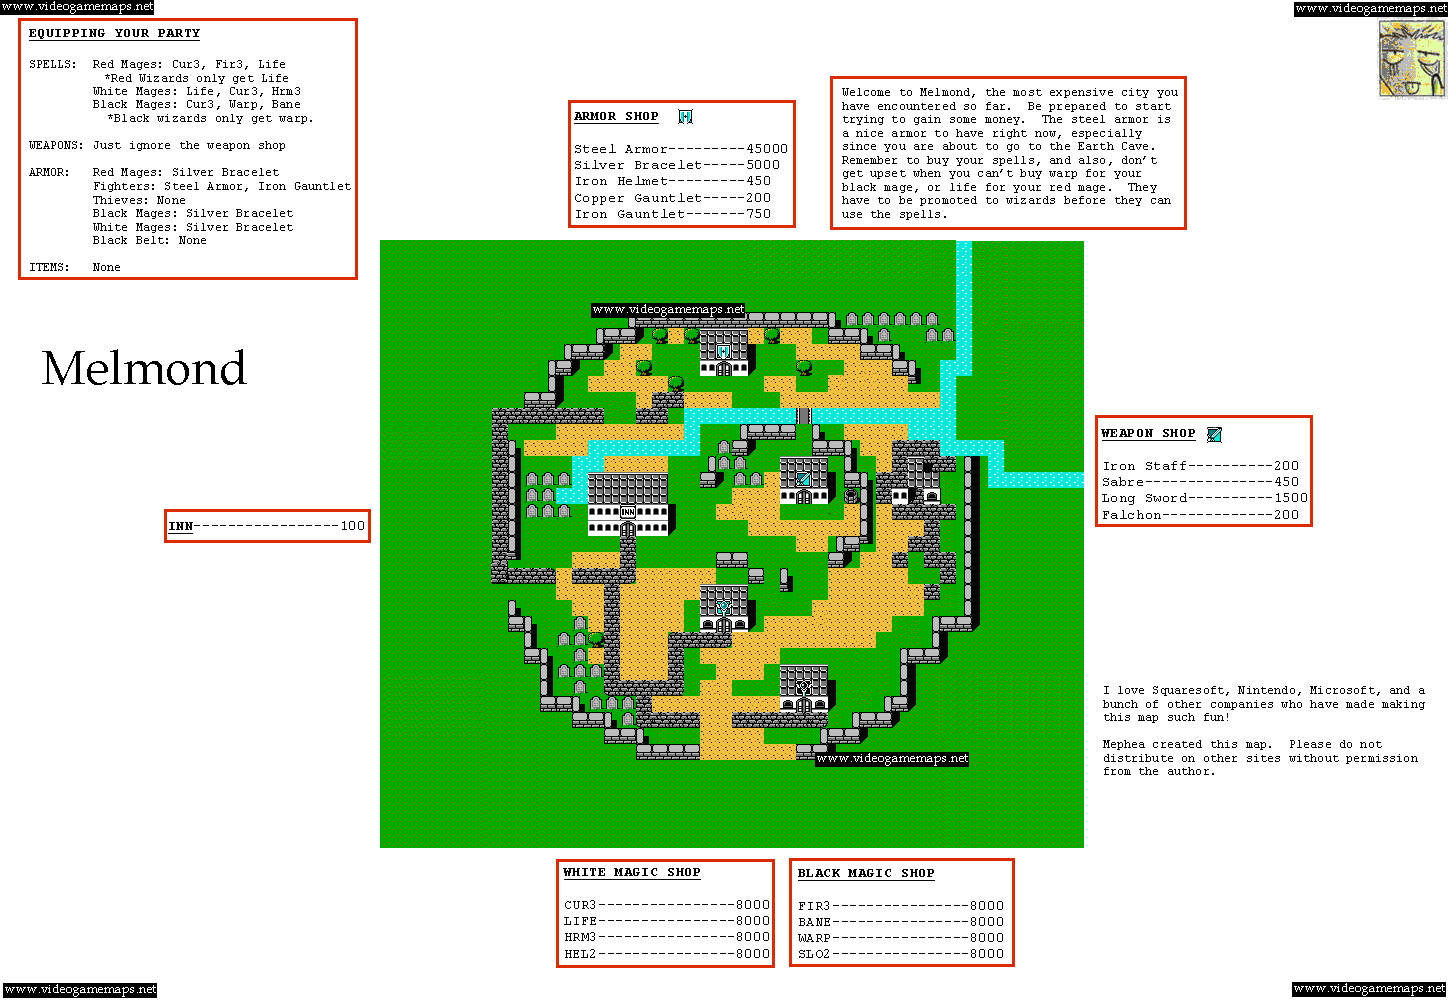 www.videogamemaps.net
www.videogamemaps.net
EQUIPPING YOUR PARTY
SPELLS: Red Mages: Cur3, Fir3, Life
*Red Wizards only get Life
White Mages: Life, Cur3, Hrm3
Black Mages: Cur3, Warp, Bane
*Black wizards only get warp.
WEAPONS: Just ignore the weapon shop
ARMOR: Red Mages: Silver Bracelet
Fighters: Steel Armor, Iron Gauntlet
Thieves: None
Black Mages: Silver Bracelet
White Mages: Silver Bracelet
Black Belt: None
ITEMS: None
ARMOR SHOP
Steel Armor---------45000
Silver Bracelet-----5000
Iron Helmet---------450
Copper Gauntlet-----200
Iron Gauntlet-------750
Welcome to Melmond, the most expensive city you
have encountered so far. Be prepared to start
trying to gain some money. The steel armor is
a nice armor to have right now, especially
since you are about to go to the Earth Cave.
Remember to buy your spells, and also, don't
get upset when you can't buy warp for your
black mage, or life for your red mage. They
have to be promoted to wizards before they can
use the spells.
www.videogamemaps.net
Melmond
WEAPON SHOP
Iron Staff----------200
Sabre---------------450
Long Sword----------1500
Falchon-------------200
INN-----------------100
INN
I love Squaresoft, Nintendo, Microsoft, and a
bunch of other companies who have made making
this map such fun!
Mephea created this map. Please do not
distribute on other sites without permission
from the author.
www.videogamemaps.net
WHITE MAGIC SHOP
CUR3----------------8000
LIFE----------------8000
HRM3----------------8000
HEL2----------------8000
BLACK MAGIC SHOP
FIR3----------------8000
BANE----------------8000
WARP----------------8000
SLO2----------------8000
www.videogamemaps.net
www.videogamemaps.net